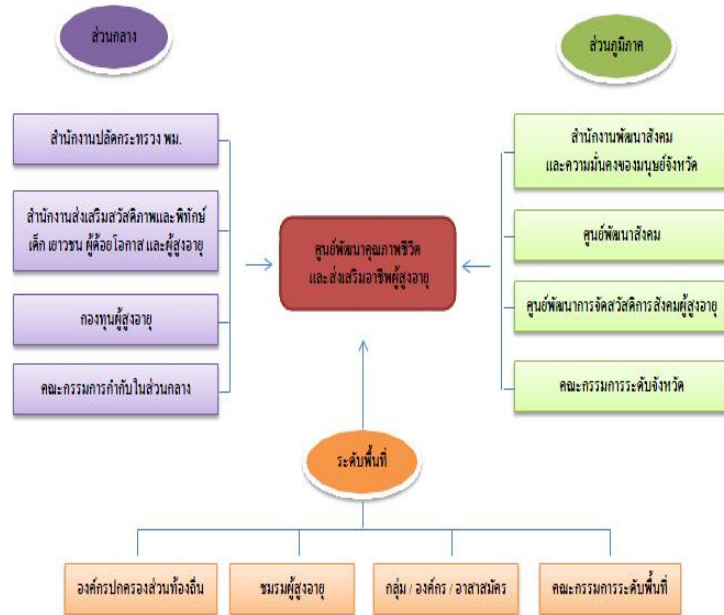 ส่วนกลาง
ส่วนภูมิภาค
สำนักงานปลัดกระทรวง พม.
สำนักงานส่งเสริมสวัสดิภาพและพิทักษ์
เด็ก เยาวชน ผู้ด้อยโอกาส และผู้สูงอายุ
กองทุนผู้สูงอายุ
คณะกรรมการกำกับในส่วนกลาง
ศูนย์พัฒนาคุณภาพชีวิต
และส่งเสริมอาชีพผู้สูงอายุ
สำนักงานพัฒนาสังคม
และความมั่นคงของมนุษย์จังหวัด
ศูนย์พัฒนาสังคม
ศูนย์พัฒนาการจัดสวัสดิการสังคมผู้สูงอายุ
คณะกรรมการระดับจังหวัด
ระดับพื้นที่
องค์กรปกครองส่วนท้องถิ่น
ชมรมผู้สูงอายุ
กลุ่ม / องค์กร / อาสาสมัคร
คณะกรรมการระดับพื้นที่